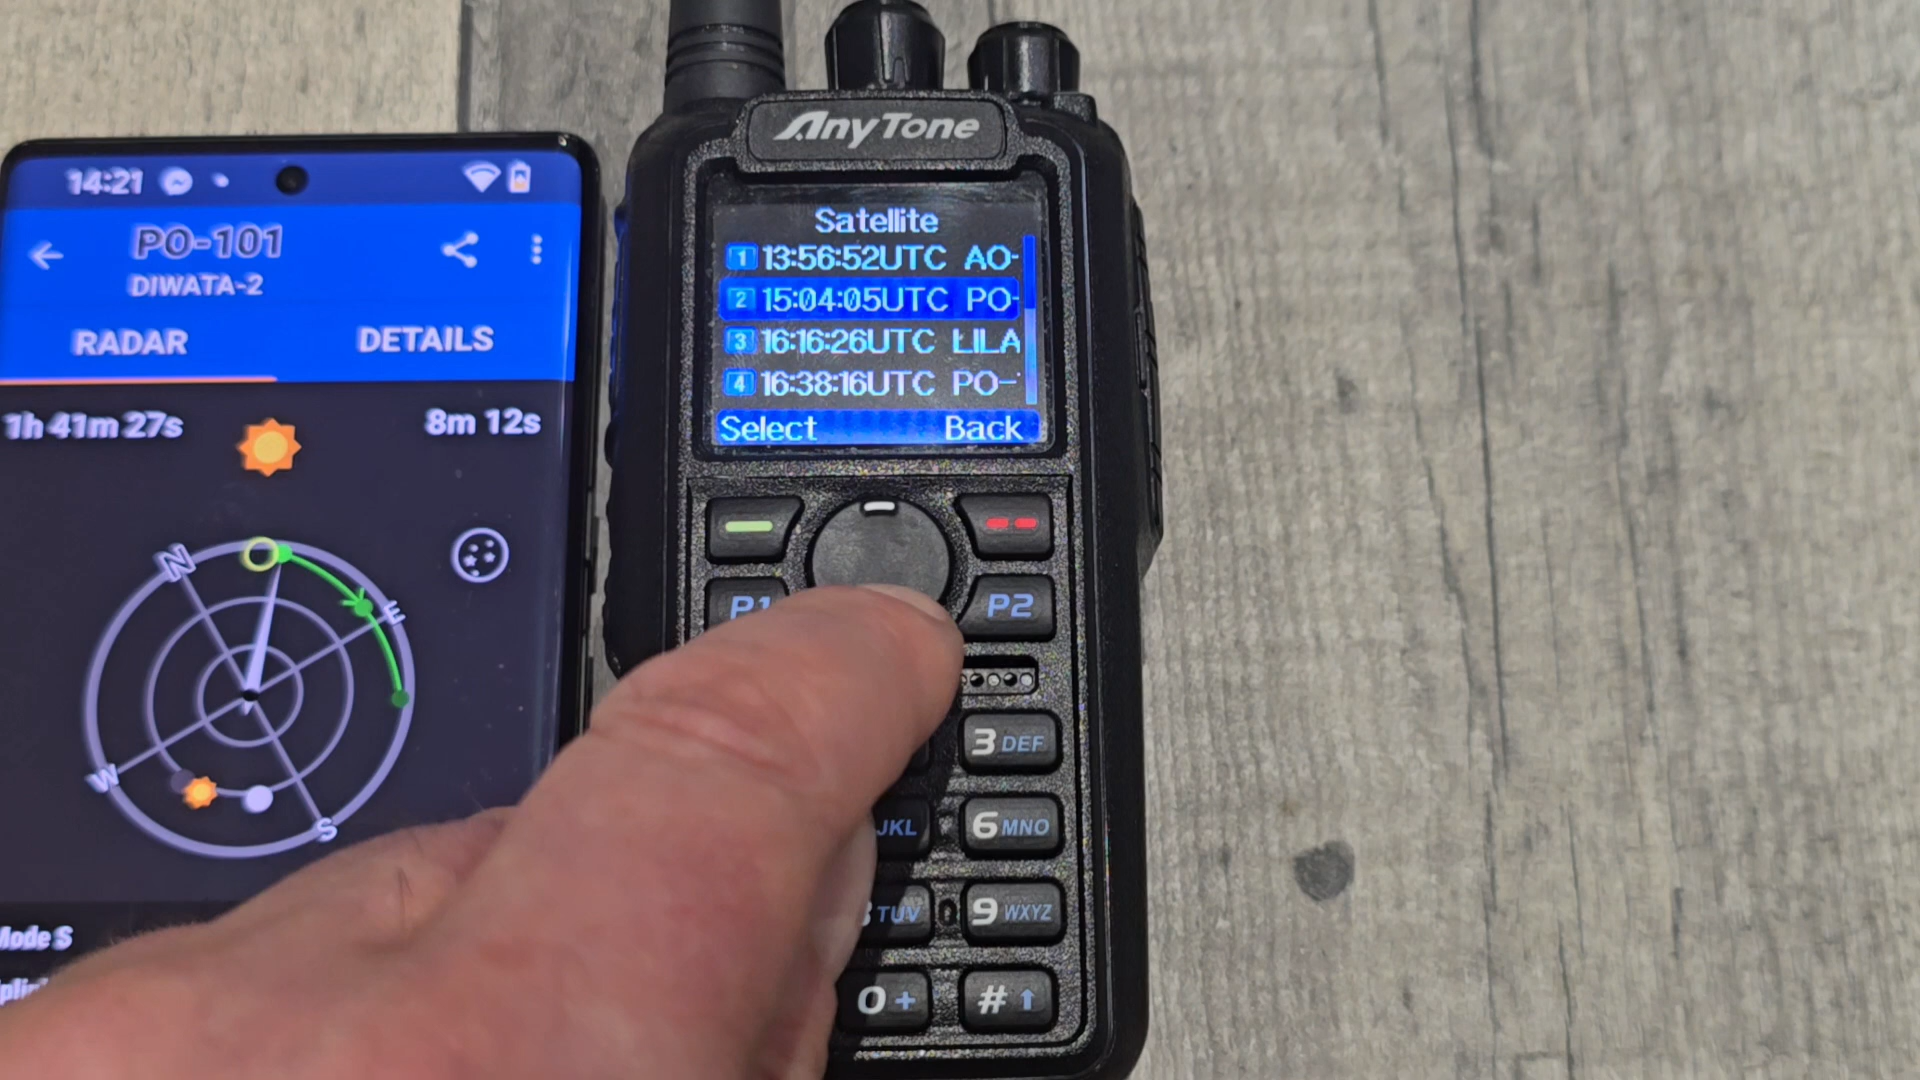 14:21
PO-101
DIWATA-2
RADAR DETAILS
1h 41m 27s
8m 12s
N
E
W
S
Mode S
AnyTone
Satellite
1 13:56:52UTC AO-
2 15:04:05UTC PO-
3 16:16:26UTC LILA
4 16:38:16UTC PO-
Select Back
P1
P2
3 DEF
JKL
6 MNO
TUV
9 WXYZ
0 +
# ↑